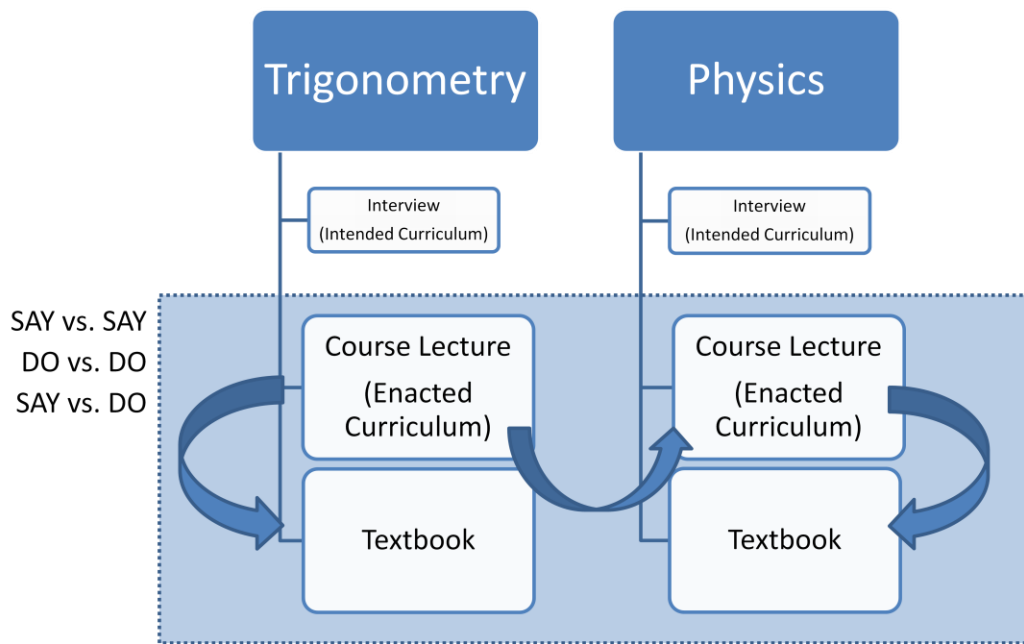 Trigonometry
Physics
Interview
(Intended Curriculum)
Interview
(Intended Curriculum)
SAY vs. SAY
DO vs. DO
SAY vs. DO
Course Lecture
(Enacted
Curriculum)
Course Lecture
(Enacted
Curriculum)
Textbook
Textbook